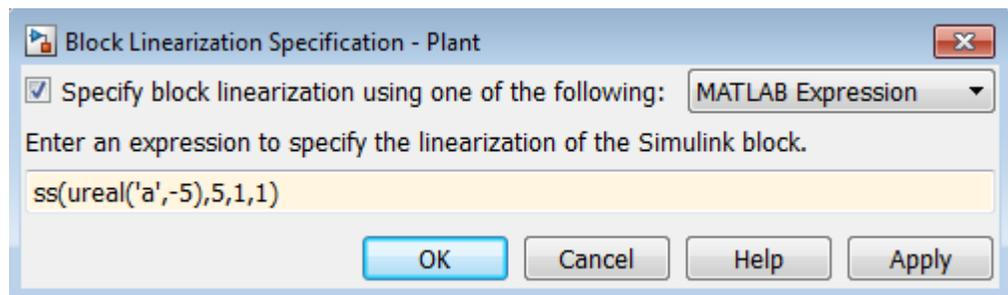 Block Linearization Specification - Plant
Specify block linearization using one of the following: MATLAB Expression
Enter an expression to specify the linearization of the Simulink block.
ss(ureal('a',-5),5,1,1)
OK Cancel Help Apply